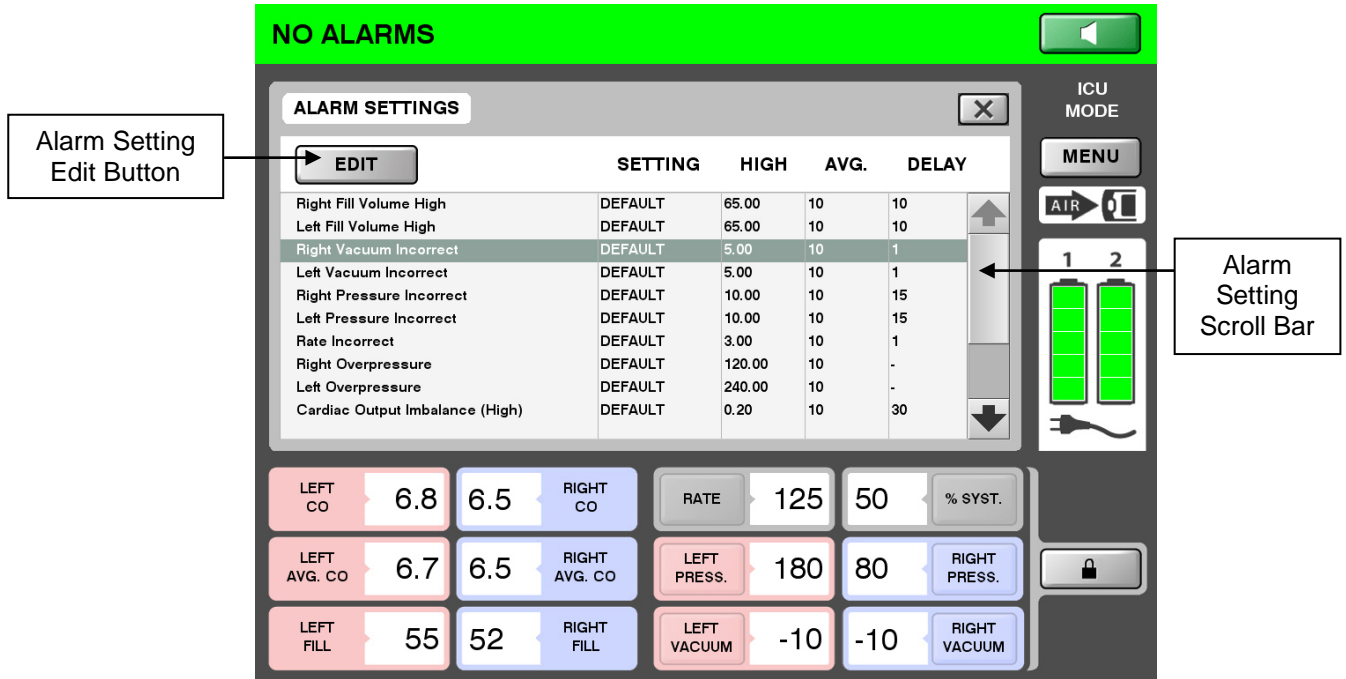 NO ALARMS
ICU
MODE
ALARM SETTINGS
Alarm Setting
Edit Button
EDIT SETTING HIGH AVG. DELAY
MENU
Right Fill Volume High DEFAULT 65.00 10 10
AIR
Left Fill Volume High DEFAULT 65.00 10 10
Right Vacuum Incorrect DEFAULT 5.00 10 1
1 2
Left Vacuum Incorrect DEFAULT 5.00 10 1
Right Pressure Incorrect DEFAULT 10.00 10 15
Left Pressure Incorrect DEFAULT 10.00 10 15
Rate Incorrect DEFAULT 3.00 10 1
Right Overpressure DEFAULT 120.00 10 -
Left Overpressure DEFAULT 240.00 10 -
Cardiac Output Imbalance (High) DEFAULT 0.20 10 30
Alarm
Setting
Scroll Bar
LEFT
CO
6.8 6.5
RIGHT
CO
RATE 125 50 % SYST.
LEFT
AVG. CO
6.7 6.5
RIGHT
AVG. CO
LEFT
PRESS.
180 80
RIGHT
PRESS.
LEFT
FILL
55 52
RIGHT
FILL
LEFT
VACUUM
-10 -10
RIGHT
VACUUM